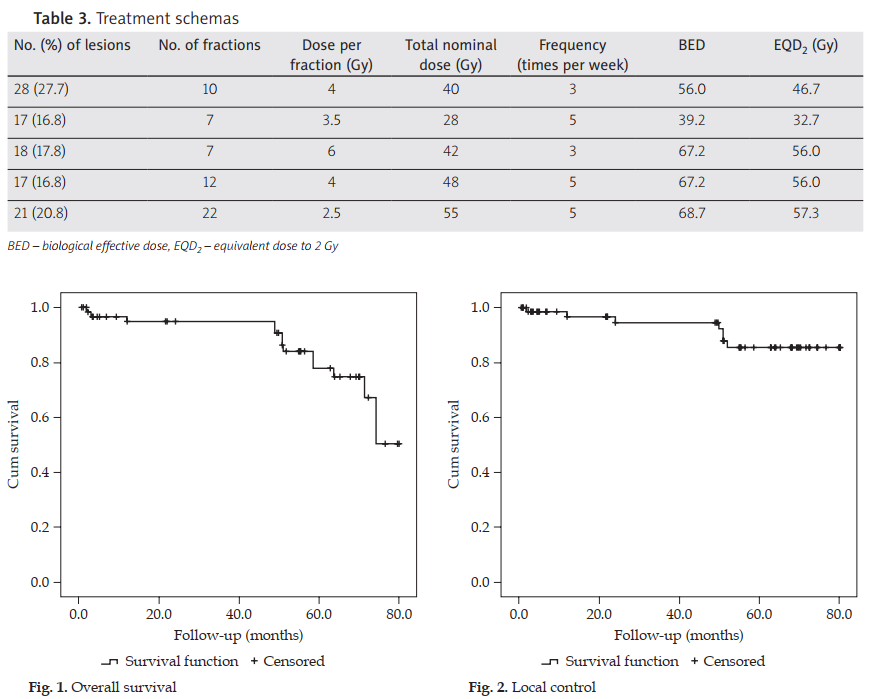 Table 3. Treatment schemas
No. (%) of lesions No. of fractions Dose per fraction (Gy) Total nominal dose (Gy) Frequency (times per week) BED EQD₂ (Gy)
28 (27.7) 10 4 40 3 56.0 46.7
17 (16.8) 7 3.5 28 5 39.2 32.7
18 (17.8) 7 6 42 3 67.2 56.0
17 (16.8) 12 4 48 5 67.2 56.0
21 (20.8) 22 2.5 55 5 68.7 57.3
BED – biological effective dose, EQD₂ – equivalent dose to 2 Gy
Cum survival
1.0
0.8
0.6
0.4
0.2
0.0
0.0 20.0 40.0 60.0 80.0
Follow-up (months)
Survival function + Censored
Fig. 1. Overall survival
Cum survival
1.0
0.8
0.6
0.4
0.2
0.0
0.0 20.0 40.0 60.0 80.0
Follow-up (months)
Survival function + Censored
Fig. 2. Local control